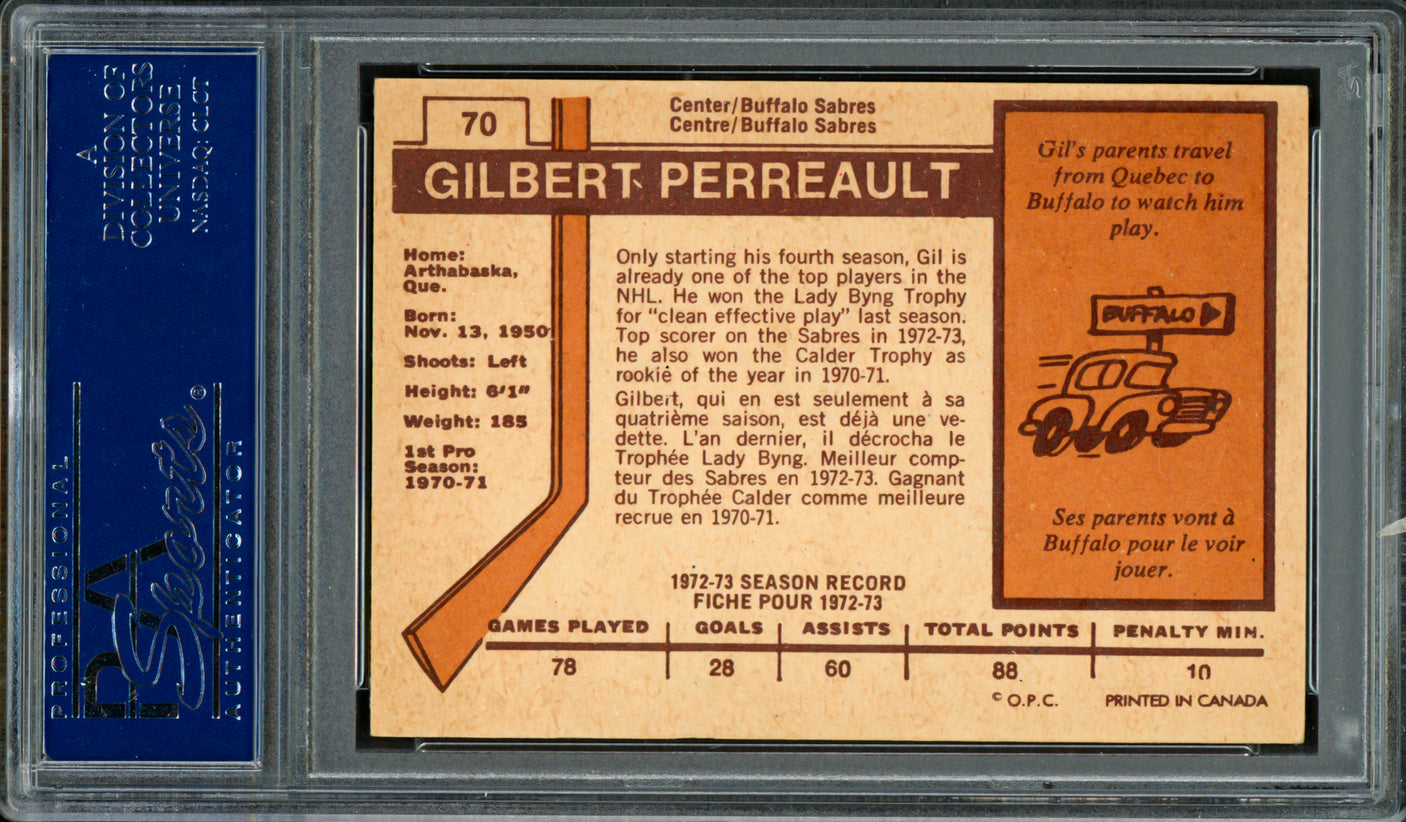 A
DIVISION OF
COLLECTORS
UNIVERSE
NASDAQ: CLCT
PROFESSIONAL
PSA
Sports®
AUTHENTICATOR
70
Center/Buffalo Sabres
Centre/Buffalo Sabres
GILBERT PERREAULT
Home:
Arthabaska,
Que.
Born:
Nov. 13, 1950
Shoots: Left
Height: 6'1"
Weight: 185
1st Pro
Season:
1970-71
Only starting his fourth season, Gil is
already one of the top players in the
NHL. He won the Lady Byng Trophy
for "clean effective play" last season.
Top scorer on the Sabres in 1972-73,
he also won the Calder Trophy as
rookie of the year in 1970-71.
Gilbert, qui en est seulement à sa
quatrième saison, est déjà une ve-
dette. L'an dernier, il décrocha le
Trophée Lady Byng. Meilleur comp-
teur des Sabres en 1972-73. Gagnant
du Trophée Calder comme meilleure
recrue en 1970-71.
Gil's parents travel
from Quebec to
Buffalo to watch him
play.
BUFFALO
Ses parents vont à
Buffalo pour le voir
jouer.
1972-73 SEASON RECORD
FICHE POUR 1972-73
GAMES PLAYED GOALS ASSISTS TOTAL POINTS PENALTY MIN.
78 28 60 88 10
© O.P.C. PRINTED IN CANADA